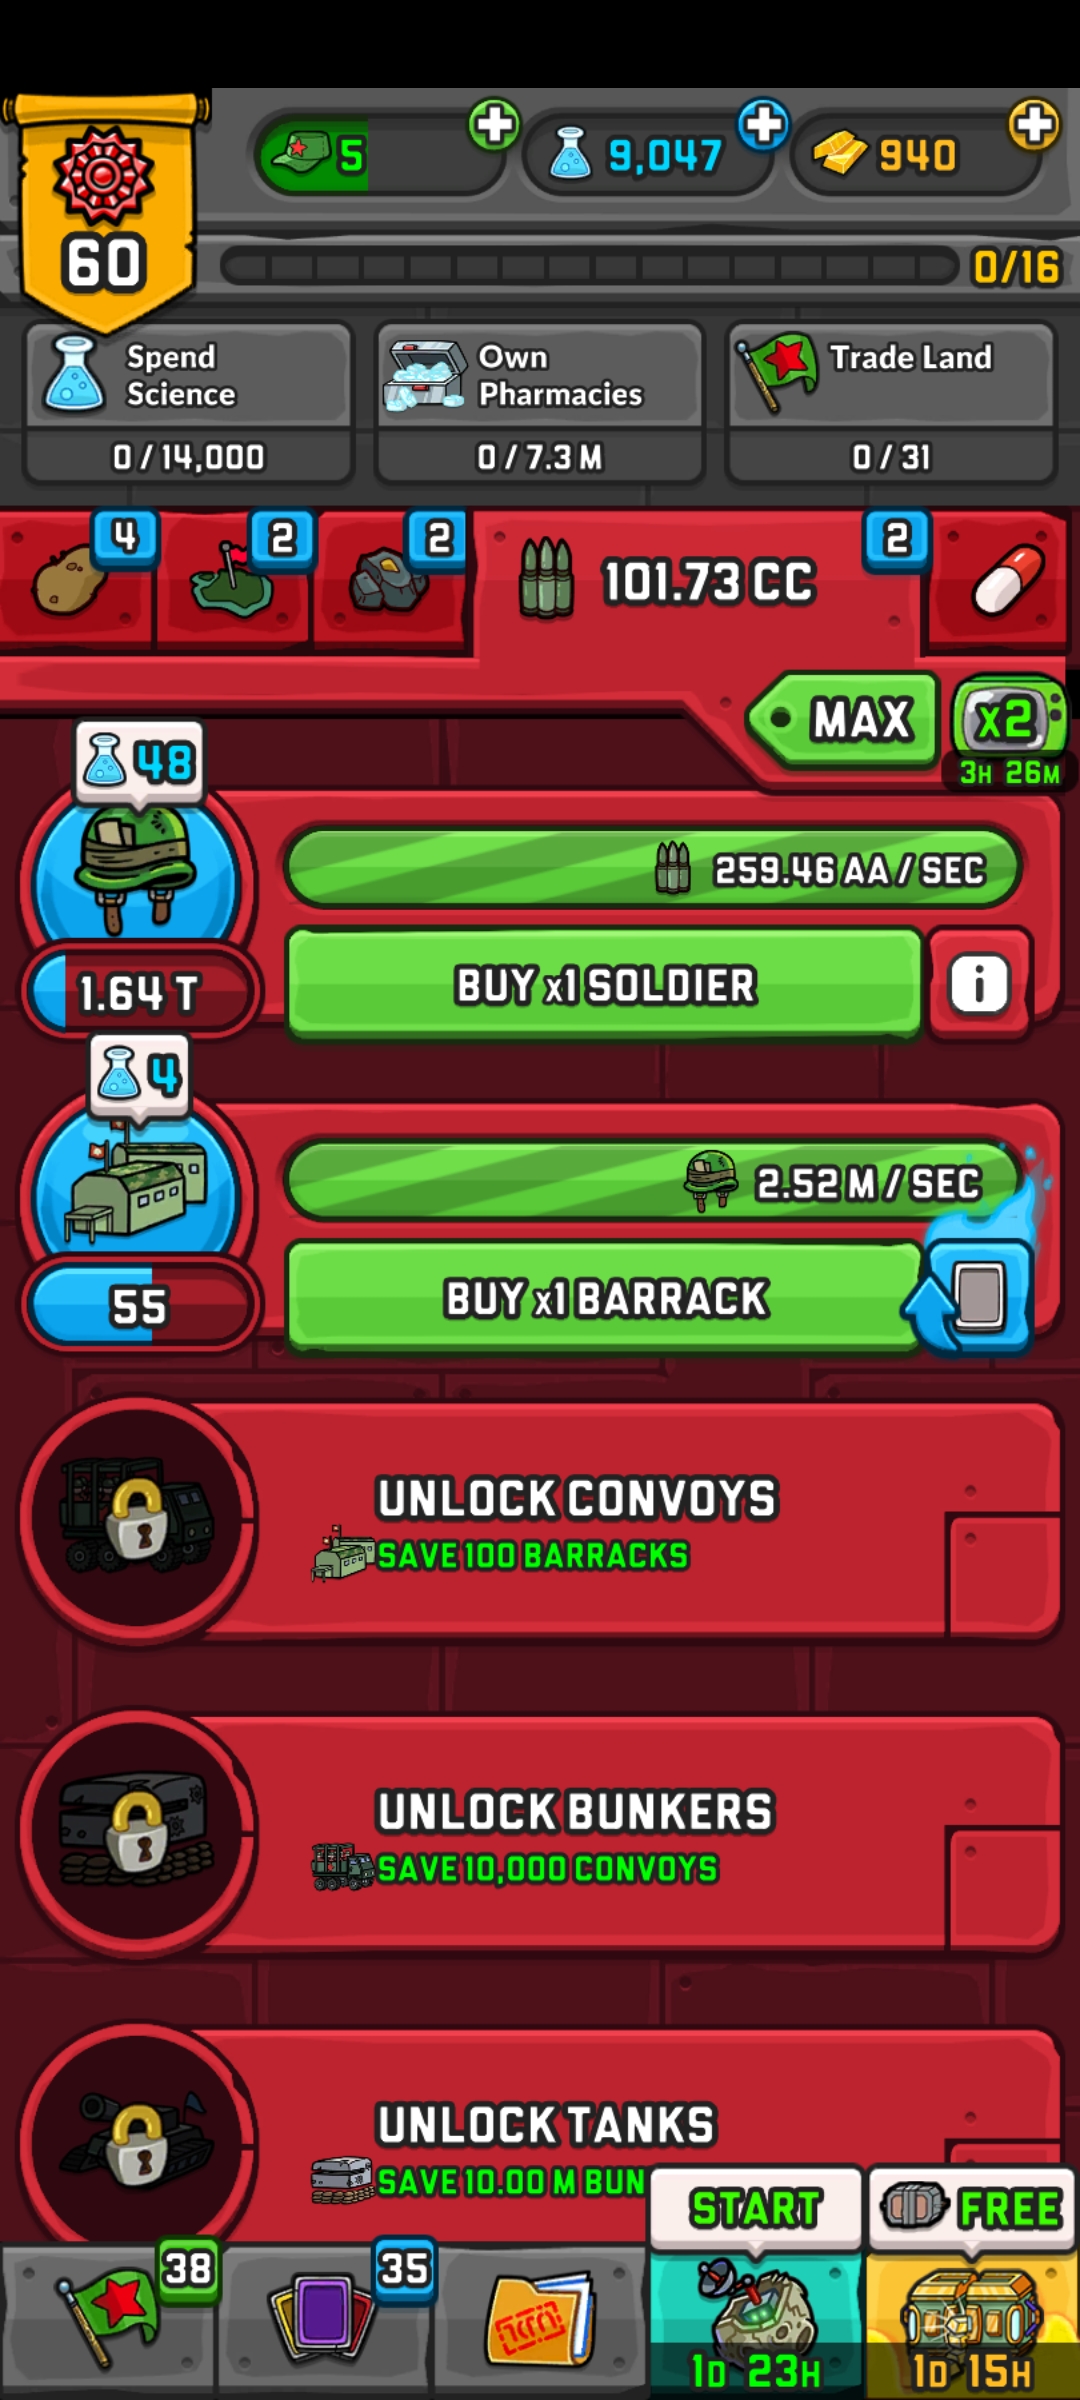 60
5
9,047
940
0/16
Spend
Science
0/14,000
Own
Pharmacies
0/7.3 M
Trade Land
0/31
4
2
2
101.73 CC
2
MAX
x2
3H 26M
48
259.46 AA / SEC
1.64 T
BUY x1 SOLDIER
i
4
2.52 M / SEC
55
BUY x1 BARRACK
UNLOCK CONVOYS
SAVE 100 BARRACKS
UNLOCK BUNKERS
SAVE 10,000 CONVOYS
UNLOCK TANKS
SAVE 10.00 M BUN
START
FREE
38
35
1D 23H
1D 15H